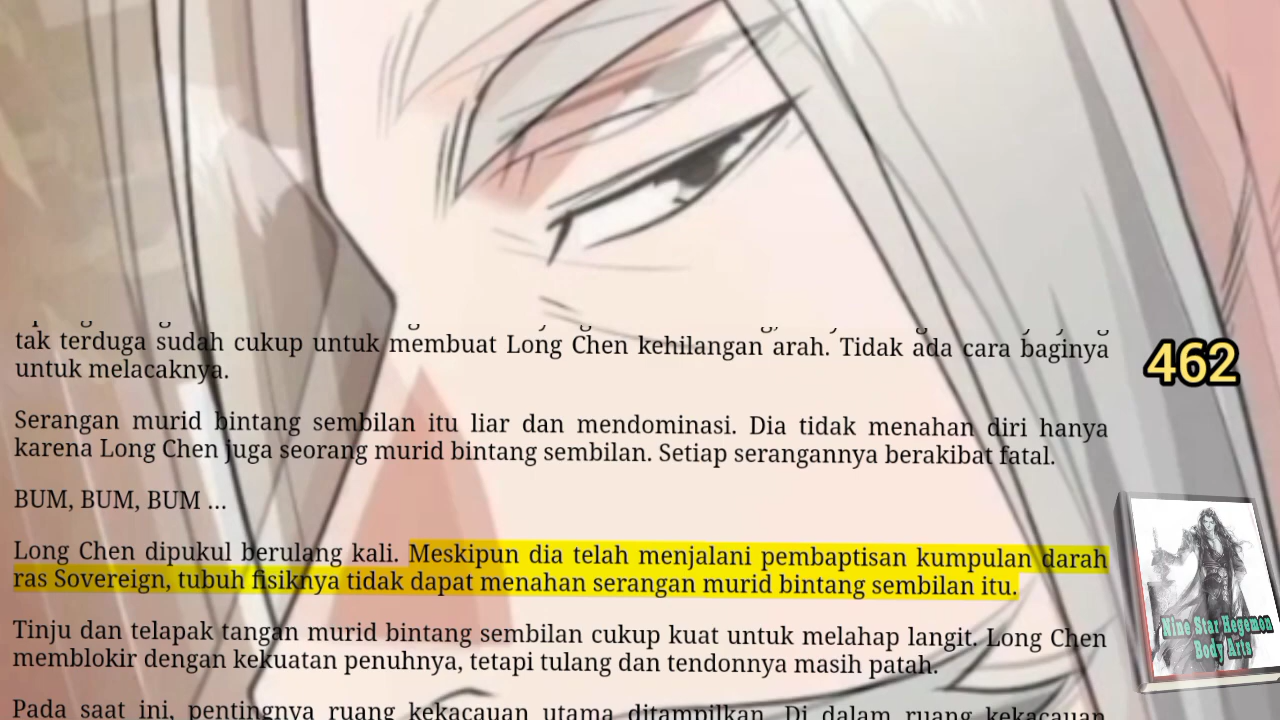 tak terduga sudah cukup untuk membuat Long Chen kehilangan arah. Tidak ada cara baginya
untuk melacaknya.
Serangan murid bintang sembilan itu liar dan mendominasi. Dia tidak menahan diri hanya
karena Long Chen juga seorang murid bintang sembilan. Setiap serangannya berakibat fatal.
BUM, BUM, BUM ...
Long Chen dipukul berulang kali. Meskipun dia telah menjalani pembaptisan kumpulan darah
ras Sovereign, tubuh fisiknya tidak dapat menahan serangan murid bintang sembilan itu.
Tinju dan telapak tangan murid bintang sembilan cukup kuat untuk melahap langit. Long Chen
memblokir dengan kekuatan penuhnya, tetapi tulang dan tendonnya masih patah.
Pada saat ini, pentingnya ruang kekacauan utama ditampilkan. Di dalam ruang kekacauan
462
Nine Star Hegemon
Body Arts